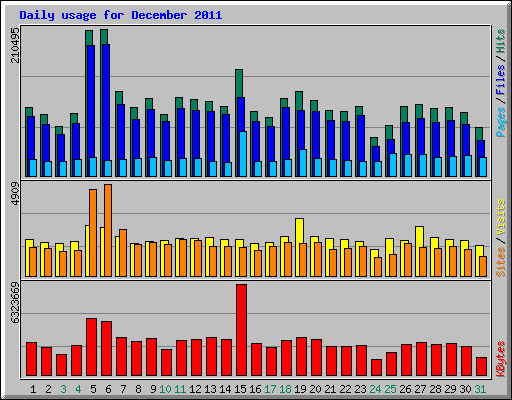 Daily usage for December 2011
210495
Pages / Files / Hits
4909
Sites / Visits
6323669
KBytes
1 2 3 4 5 6 7 8 9 10 11 12 13 14 15 16 17 18 19 20 21 22 23 24 25 26 27 28 29 30 31